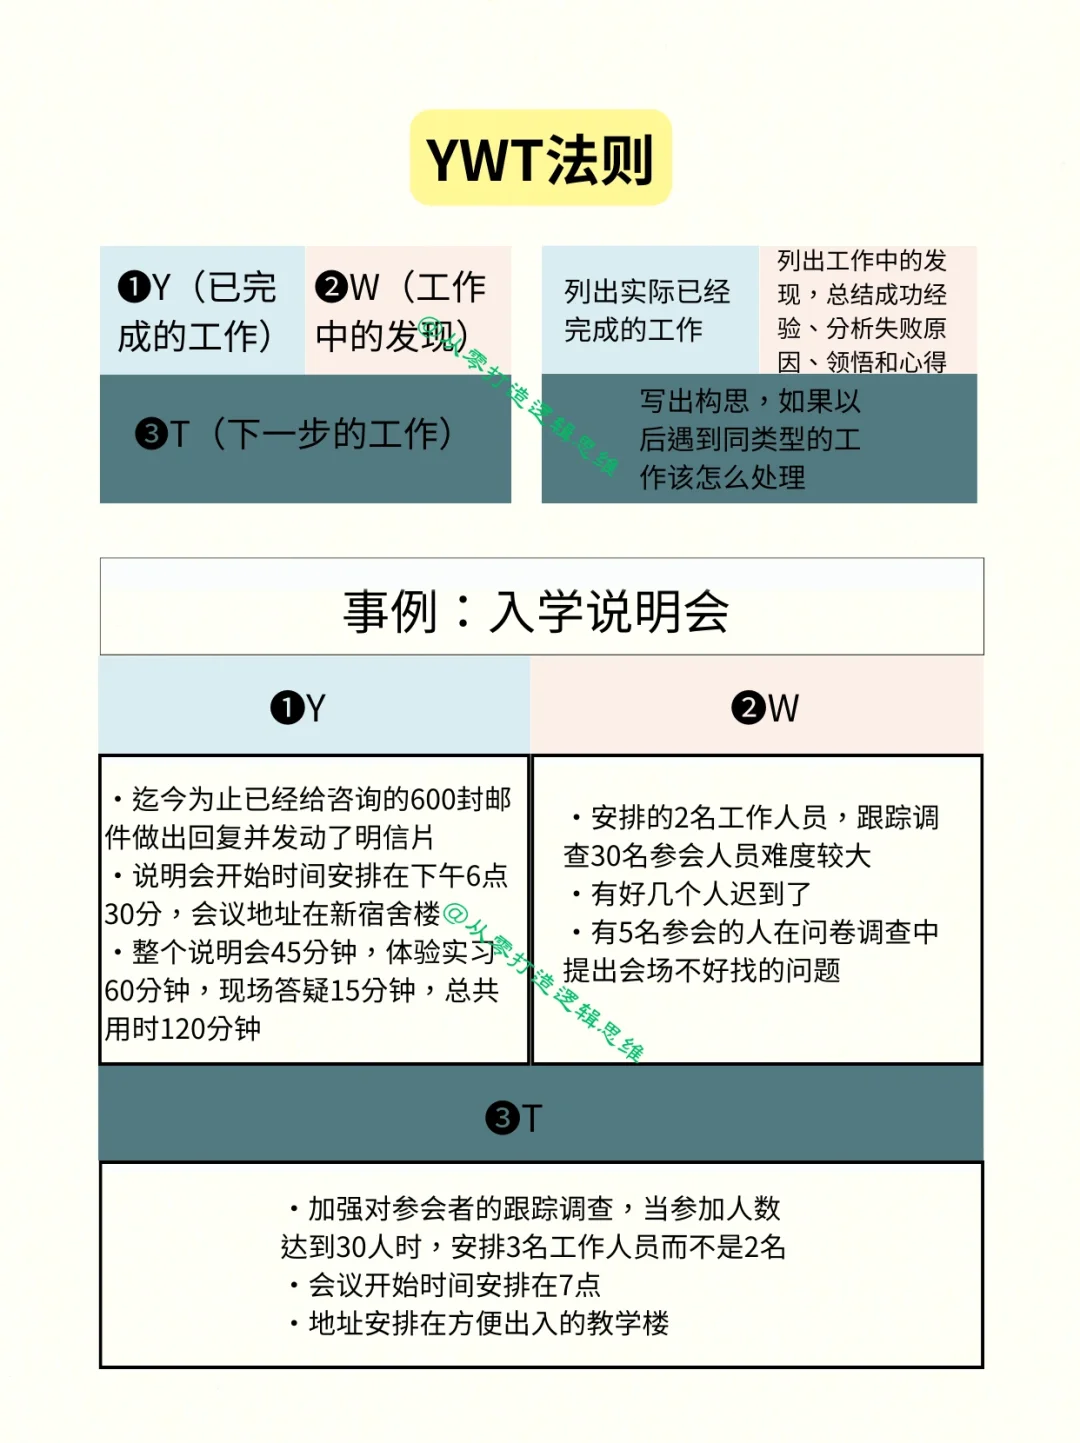 YWT法则
❶Y（已完
成的工作）
❷W（工作
中的发现）
❸T（下一步的工作）
列出实际已经
完成的工作
列出工作中的发
现，总结成功经
验、分析失败原
因、领悟和心得
写出构思，如果以
后遇到同类型的工
作该怎么处理
@从零打造逻辑思维
事例：入学说明会
❶Y
❷W
・迄今为止已经给咨询的600封邮
件做出回复并发动了明信片
・说明会开始时间安排在下午6点
30分，会议地址在新宿舍楼
・整个说明会45分钟，体验实习
60分钟，现场答疑15分钟，总共
用时120分钟
・安排的2名工作人员，跟踪调
查30名参会人员难度较大
・有好几个人迟到了
・有5名参会的人在问卷调查中
提出会场不好找的问题
@从零打造逻辑思维
❸T
・加强对参会者的跟踪调查，当参加人数
达到30人时，安排3名工作人员而不是2名
・会议开始时间安排在7点
・地址安排在方便出入的教学楼